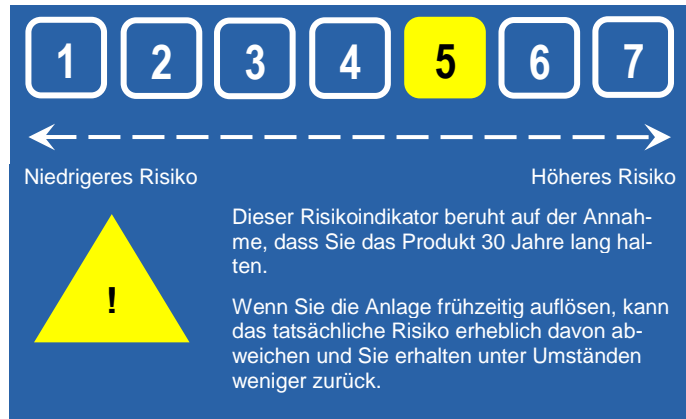 1 2 3 4 5 6 7
Niedrigeres Risiko Höheres Risiko
Dieser Risikoindikator beruht auf der Annah-
me, dass Sie das Produkt 30 Jahre lang hal-
ten.
!
Wenn Sie die Anlage frühzeitig auflösen, kann
das tatsächliche Risiko erheblich davon ab-
weichen und Sie erhalten unter Umständen
weniger zurück.